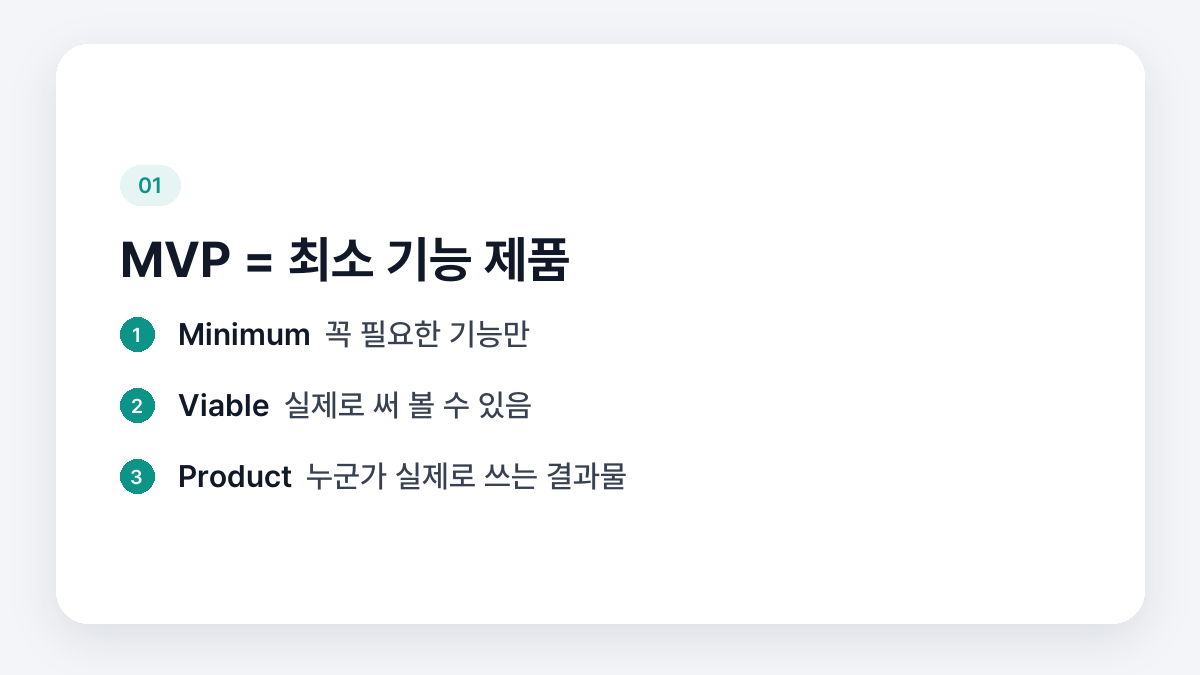 01
MVP = 최소 기능 제품
1 Minimum 꼭 필요한 기능만
2 Viable 실제로 써 볼 수 있음
3 Product 누군가 실제로 쓰는 결과물